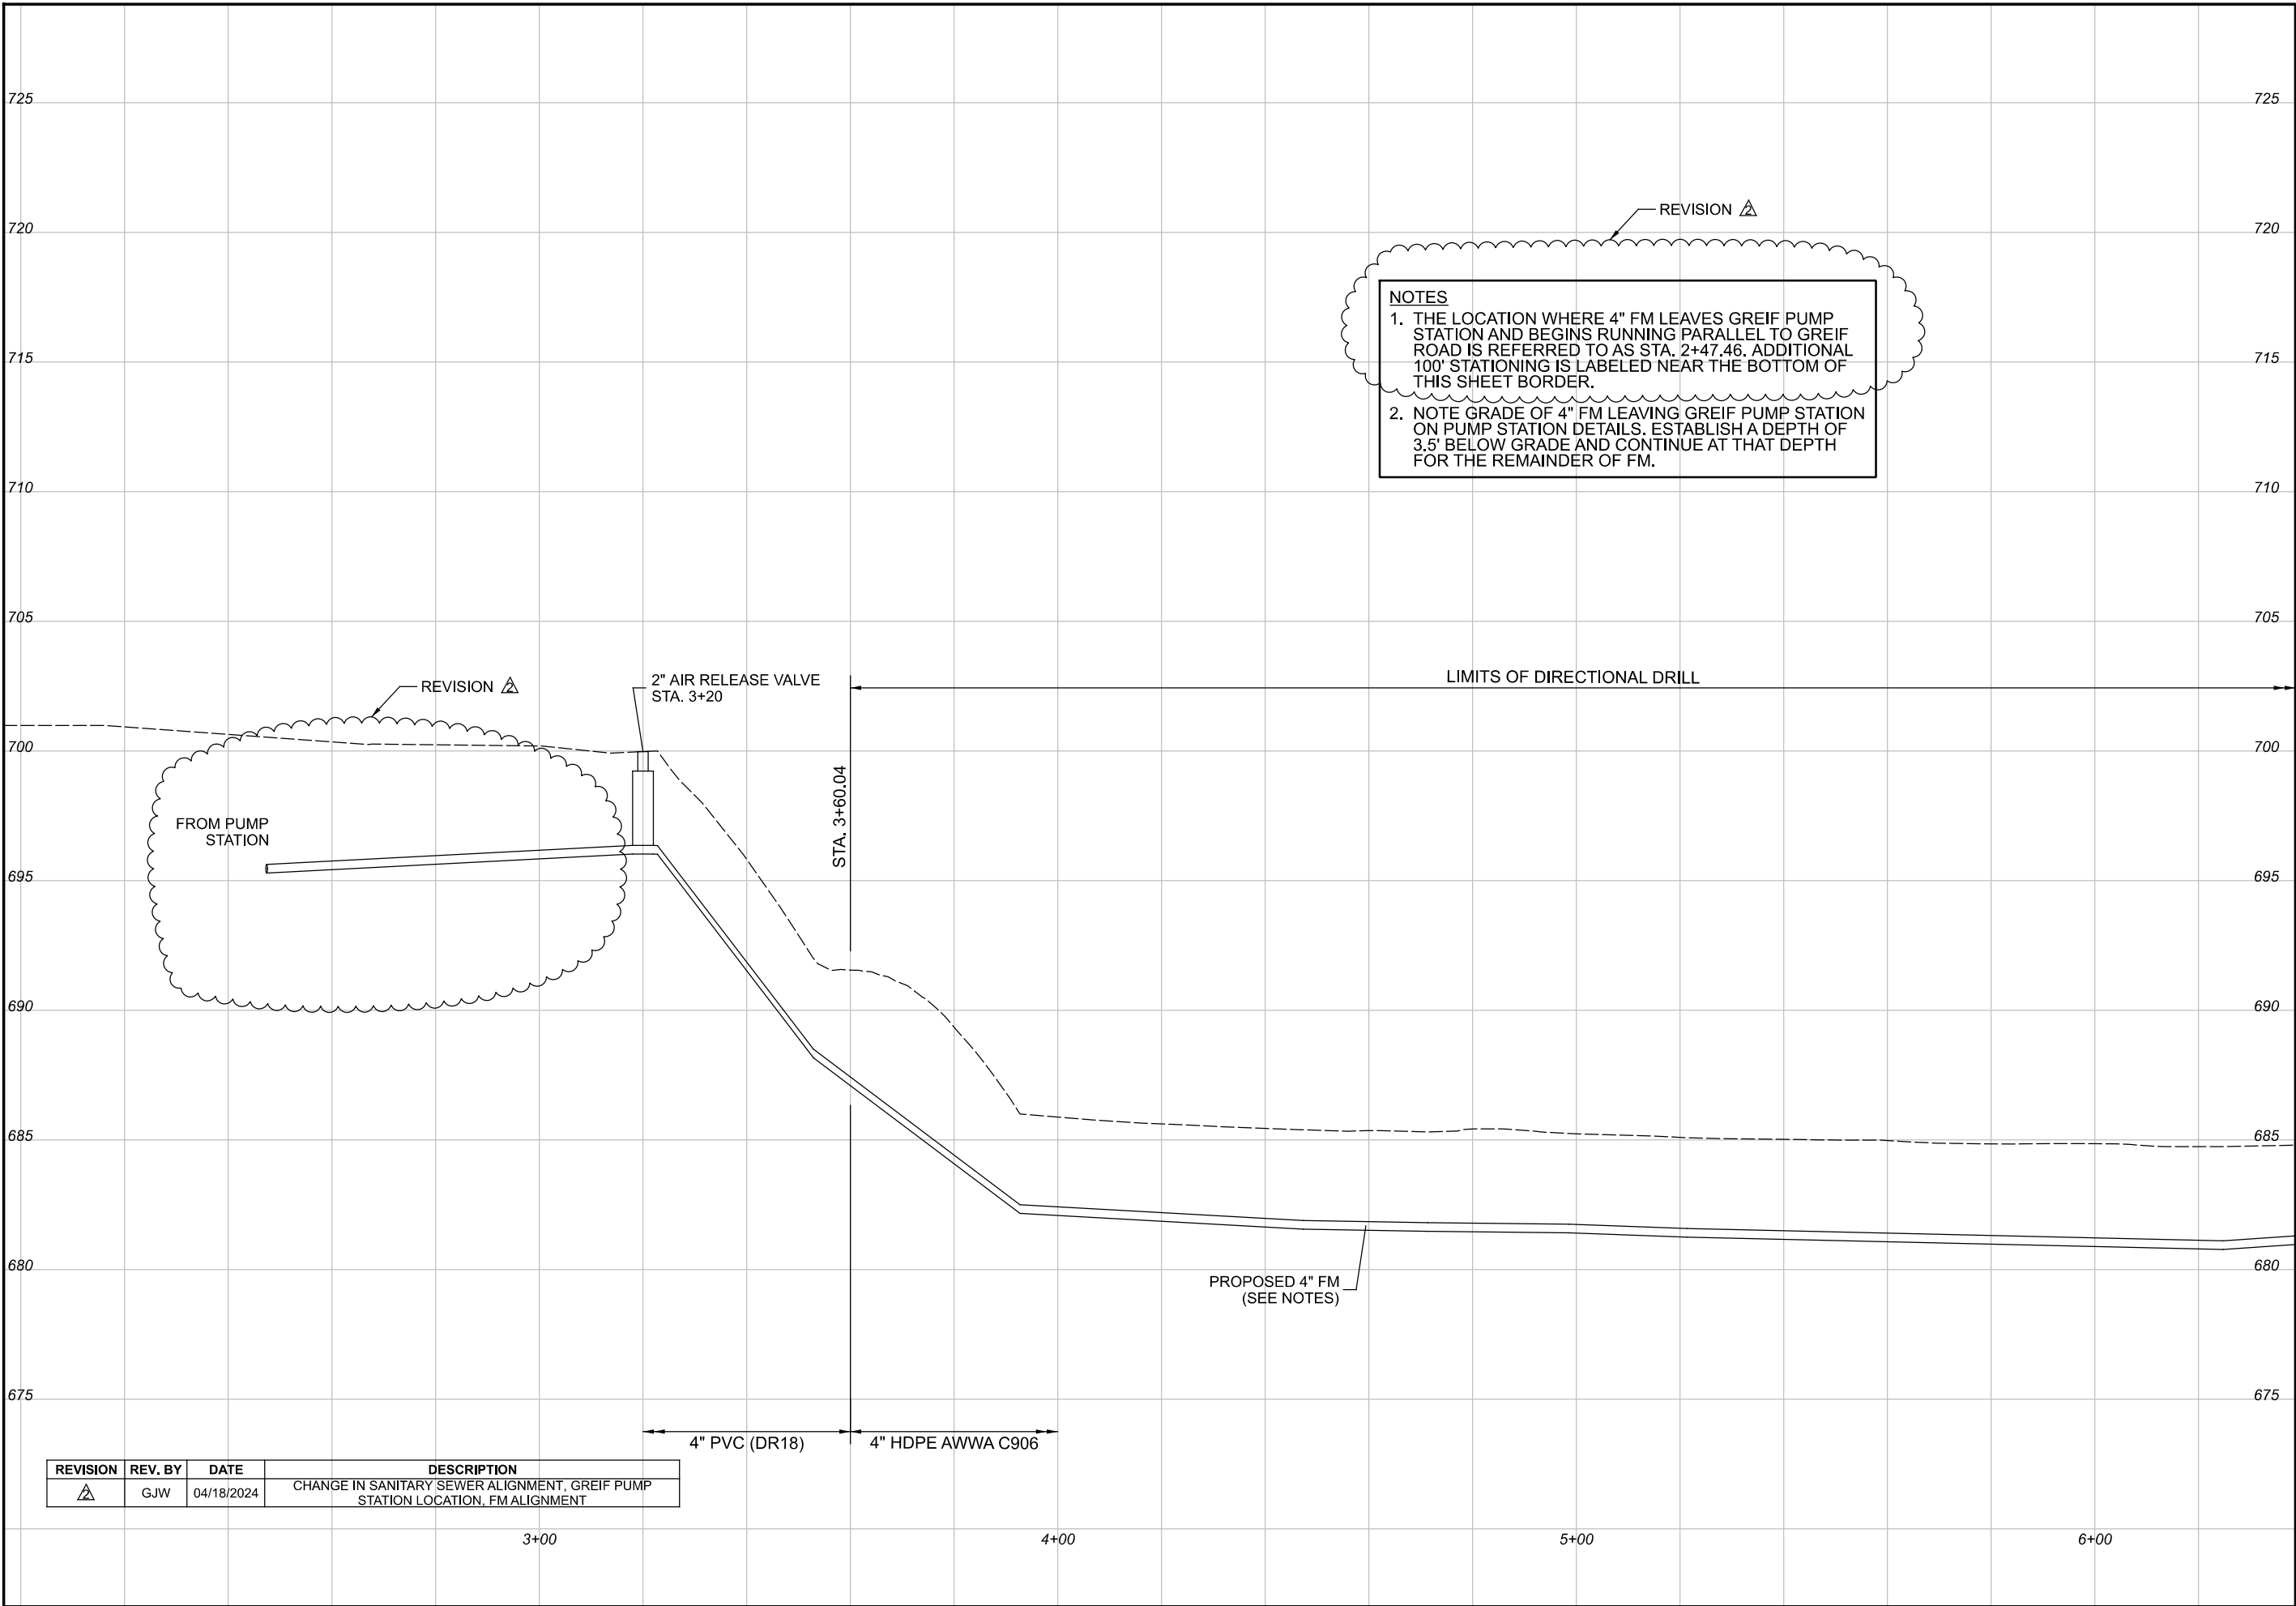 725
725
REVISION 2
720
720
NOTES
1. THE LOCATION WHERE 4" FM LEAVES GREIF PUMP
STATION AND BEGINS RUNNING PARALLEL TO GREIF
ROAD IS REFERRED TO AS STA. 2+47.46. ADDITIONAL
100' STATIONING IS LABELED NEAR THE BOTTOM OF
THIS SHEET BORDER.
2. NOTE GRADE OF 4" FM LEAVING GREIF PUMP STATION
ON PUMP STATION DETAILS. ESTABLISH A DEPTH OF
3.5' BELOW GRADE AND CONTINUE AT THAT DEPTH
FOR THE REMAINDER OF FM.
715
715
710
710
705
705
REVISION 2
2" AIR RELEASE VALVE
STA. 3+20
LIMITS OF DIRECTIONAL DRILL
700
700
STA. 3+60.04
FROM PUMP
STATION
695
695
690
690
685
685
680
680
PROPOSED 4" FM
(SEE NOTES)
675
675
4" PVC (DR18)
4" HDPE AWWA C906
REVISION REV. BY DATE DESCRIPTION
2 GJW 04/18/2024 CHANGE IN SANITARY SEWER ALIGNMENT, GREIF PUMP
STATION LOCATION, FM ALIGNMENT
3+00
4+00
5+00
6+00